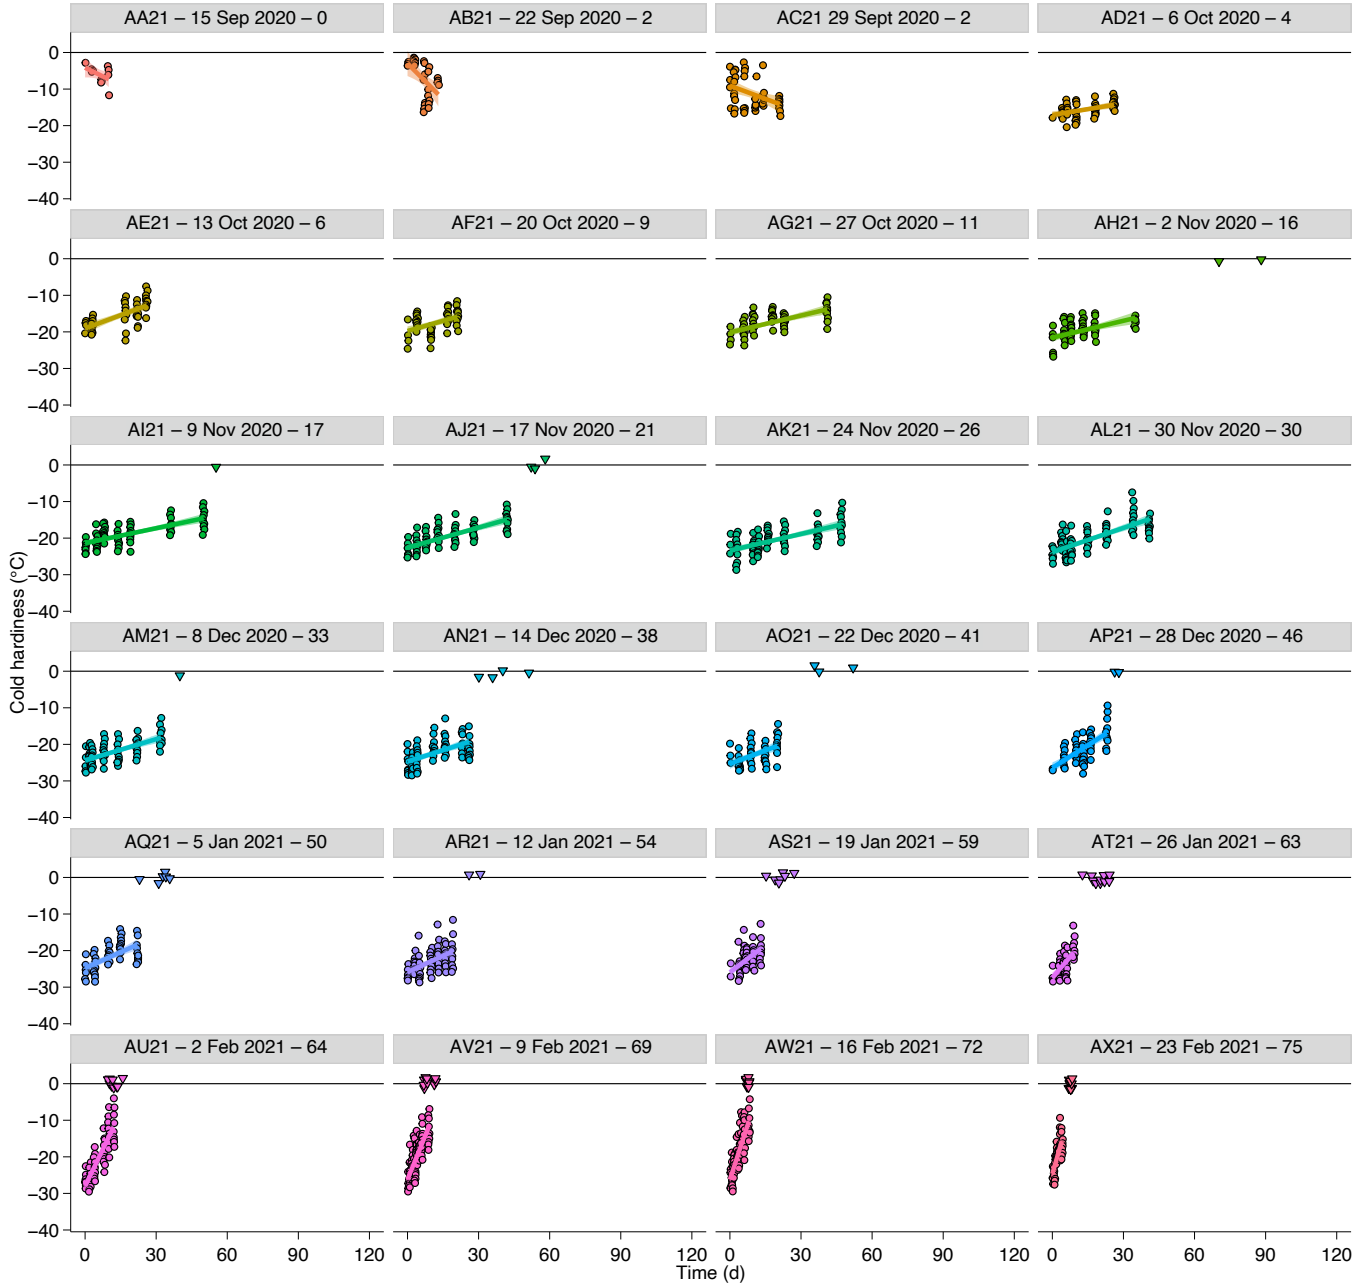 AA21 – 15 Sep 2020 – 0
AB21 – 22 Sep 2020 – 2
AC21 29 Sept 2020 – 2
AD21 – 6 Oct 2020 – 4
0
−10
−20
−30
−40
AE21 – 13 Oct 2020 – 6
AF21 – 20 Oct 2020 – 9
AG21 – 27 Oct 2020 – 11
AH21 – 2 Nov 2020 – 16
0
−10
−20
−30
−40
AI21 – 9 Nov 2020 – 17
AJ21 – 17 Nov 2020 – 21
AK21 – 24 Nov 2020 – 26
AL21 – 30 Nov 2020 – 30
0
−10
−20
−30
−40
Cold hardiness (°C)
AM21 – 8 Dec 2020 – 33
AN21 – 14 Dec 2020 – 38
AO21 – 22 Dec 2020 – 41
AP21 – 28 Dec 2020 – 46
0
−10
−20
−30
−40
AQ21 – 5 Jan 2021 – 50
AR21 – 12 Jan 2021 – 54
AS21 – 19 Jan 2021 – 59
AT21 – 26 Jan 2021 – 63
0
−10
−20
−30
−40
AU21 – 2 Feb 2021 – 64
AV21 – 9 Feb 2021 – 69
AW21 – 16 Feb 2021 – 72
AX21 – 23 Feb 2021 – 75
0
−10
−20
−30
−40
0 30 60 90 120
0 30 60 90 120
0 30 60 90 120
0 30 60 90 120
Time (d)